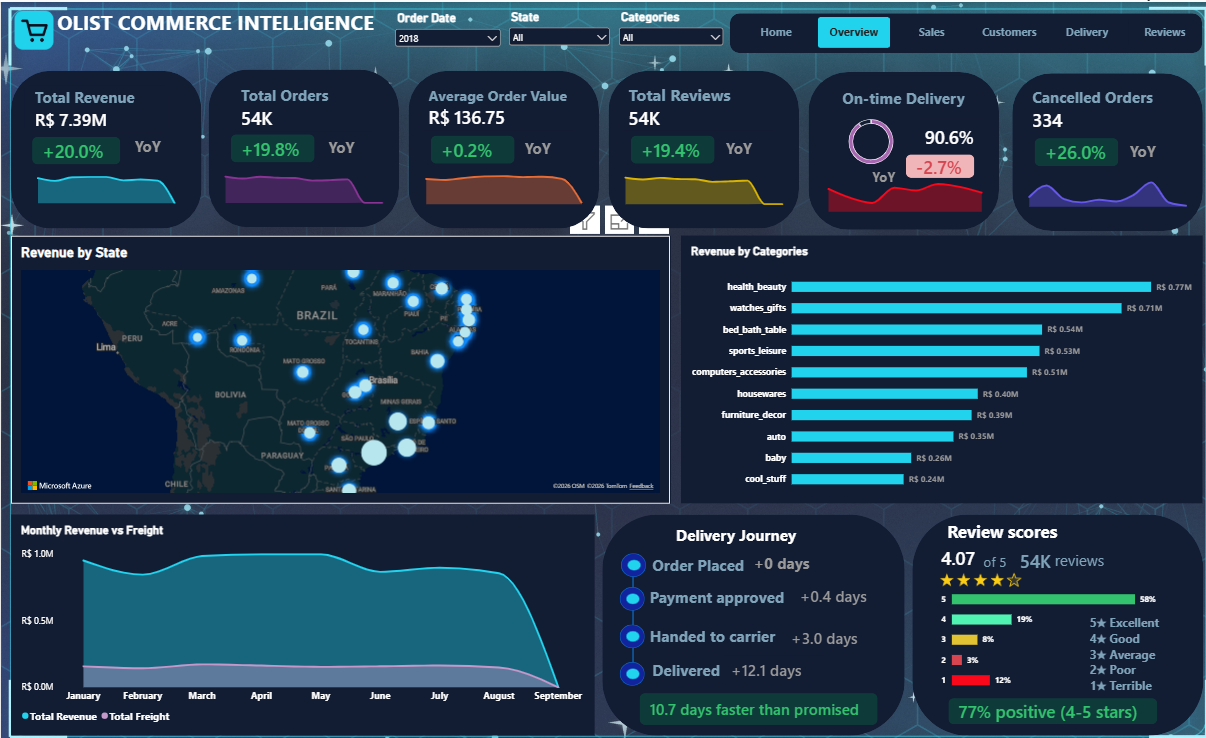 OLIST COMMERCE INTELLIGENCE
Order Date
2018
State
All
Categories
All
Home
Overview
Sales
Customers
Delivery
Reviews
Total Revenue
R$ 7.39M
+20.0%
YoY
Total Orders
54K
+19.8%
YoY
Average Order Value
R$ 136.75
+0.2%
YoY
Total Reviews
54K
+19.4%
YoY
On-time Delivery
90.6%
YoY
-2.7%
Cancelled Orders
334
+26.0%
YoY
Revenue by State
AMAZONAS
PARÁ
MARANHÃO
BRAZIL
PIAUÍ
ACRE
PERU
Lima
RONDÔNIA
TOCANTINS
BAHIA
MATO GROSSO
Brasília
BOLIVIA
MINAS GERAIS
MATO GROSSO
SÃO PAULO
PARAGUAY
CHILE
Microsoft Azure
©2026 OSM ©2026 TomTom Feedback
Revenue by Categories
health_beauty R$ 0.77M
watches_gifts R$ 0.71M
bed_bath_table R$ 0.54M
sports_leisure R$ 0.53M
computers_accessories R$ 0.51M
housewares R$ 0.40M
furniture_decor R$ 0.39M
auto R$ 0.35M
baby R$ 0.26M
cool_stuff R$ 0.24M
Monthly Revenue vs Freight
R$ 1.0M
R$ 0.5M
R$ 0.0M
January February March April May June July August September
Total Revenue Total Freight
Delivery Journey
Order Placed +0 days
Payment approved +0.4 days
Handed to carrier +3.0 days
Delivered +12.1 days
10.7 days faster than promised
Review scores
4.07 of 5 54K reviews
★★★★☆
5 58%
4 19%
3 8%
2 3%
1 12%
5★ Excellent
4★ Good
3★ Average
2★ Poor
1★ Terrible
77% positive (4-5 stars)